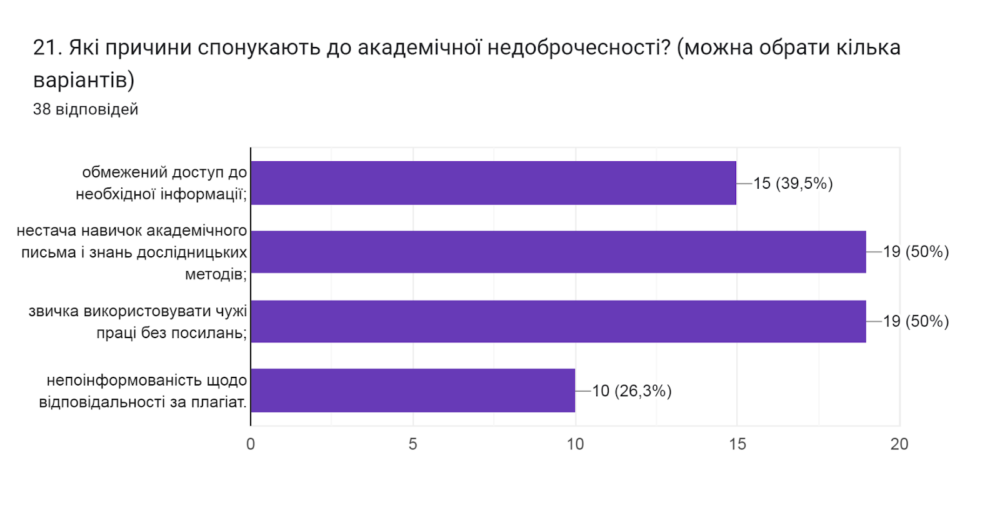 21. Які причини спонукають до академічної недоброчесності? (можна обрати кілька
варіантів)
38 відповідей
обмежений доступ до
необхідної інформації;
15 (39,5%)
нестача навичок академічного
письма і знань дослідницьких
методів;
19 (50%)
звичка використовувати чужі
праці без посилань;
19 (50%)
непоінформованість щодо
відповідальності за плагіат.
10 (26,3%)
0 5 10 15 20